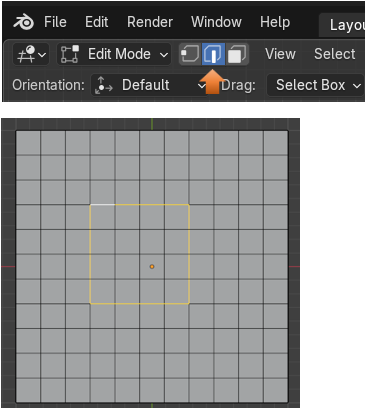 File Edit Render Window Help Layou
Edit Mode View Select
Orientation: Default Drag: Select Box